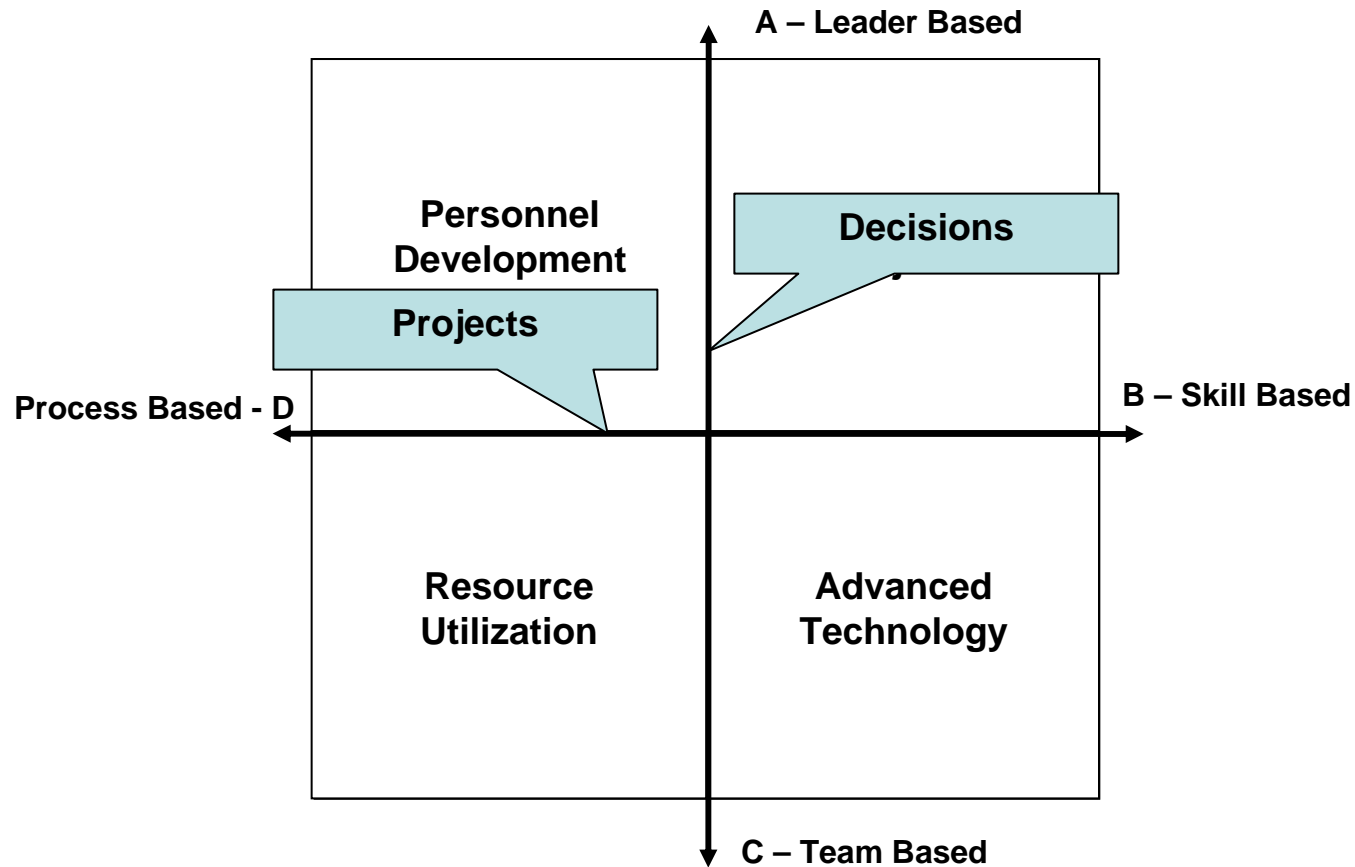 A – Leader Based
Personnel
Development
Decisions
Projects
Process Based - D
B – Skill Based
Resource
Utilization
Advanced
Technology
C – Team Based